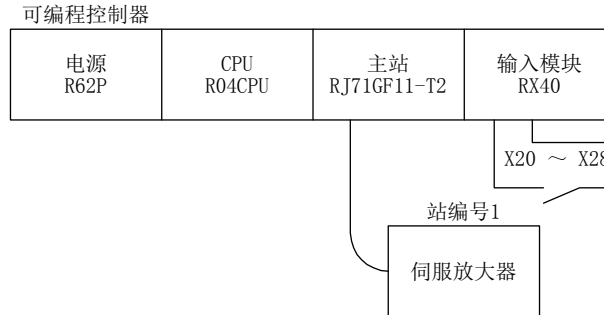 可编程控制器
电源 CPU 主站 输入模块
R62P R04CPU RJ71GF11-T2 RX40
X20 ～ X28
站编号1
伺服放大器